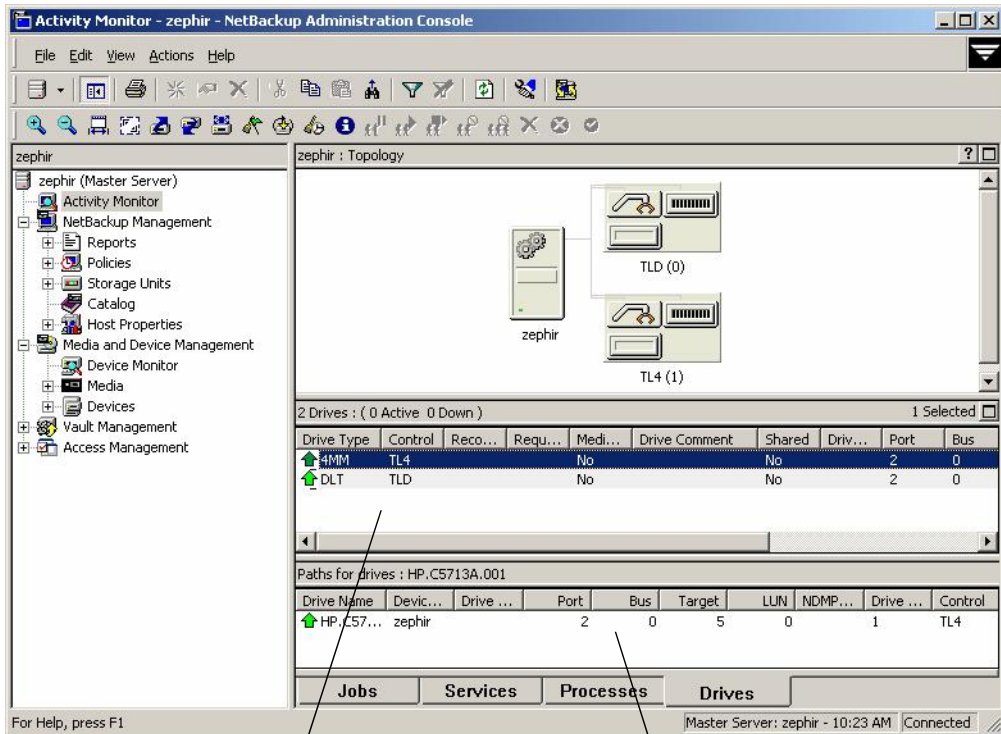 Activity Monitor - zephir - NetBackup Administration Console
File Edit View Actions Help
zephir
zephir (Master Server)
Activity Monitor
NetBackup Management
Reports
Policies
Storage Units
Catalog
Host Properties
Media and Device Management
Device Monitor
Media
Devices
Vault Management
Access Management
zephir : Topology
TLD (0)
zephir
TL4 (1)
2 Drives : ( 0 Active 0 Down ) 1 Selected
Drive Type Control Reco... Requ... Medi... Drive Comment Shared Driv... Port Bus
4MM TL4 No No 2 0
DLT TLD No No 2 0
Paths for drives : HP.C5713A.001
Drive Name Devic... Drive ... Port Bus Target LUN NDMP... Drive ... Control
HP.C57... zephir 2 0 5 0 1 TL4
Jobs Services Processes Drives
For Help, press F1 Master Server: zephir - 10:23 AM Connected